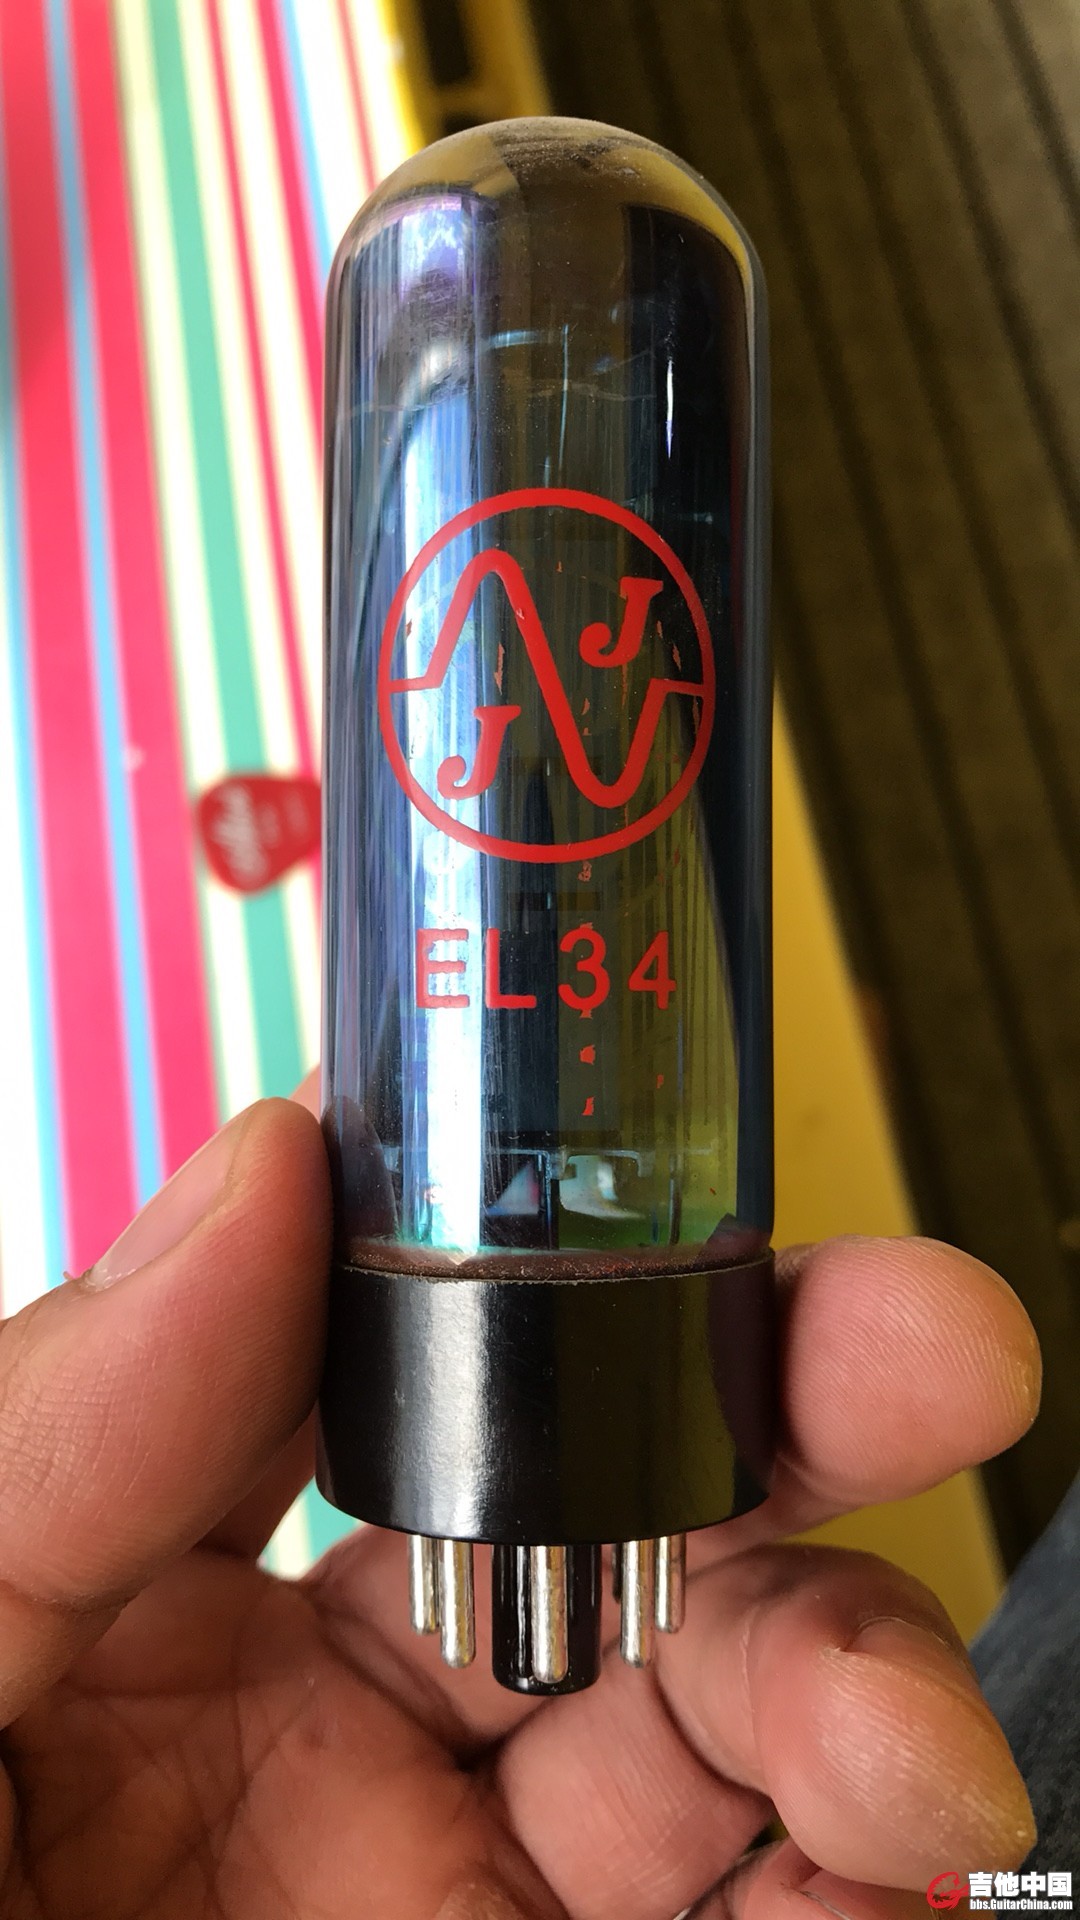 J
J
EL34
吉他中国
bbs.GuitarChina.com